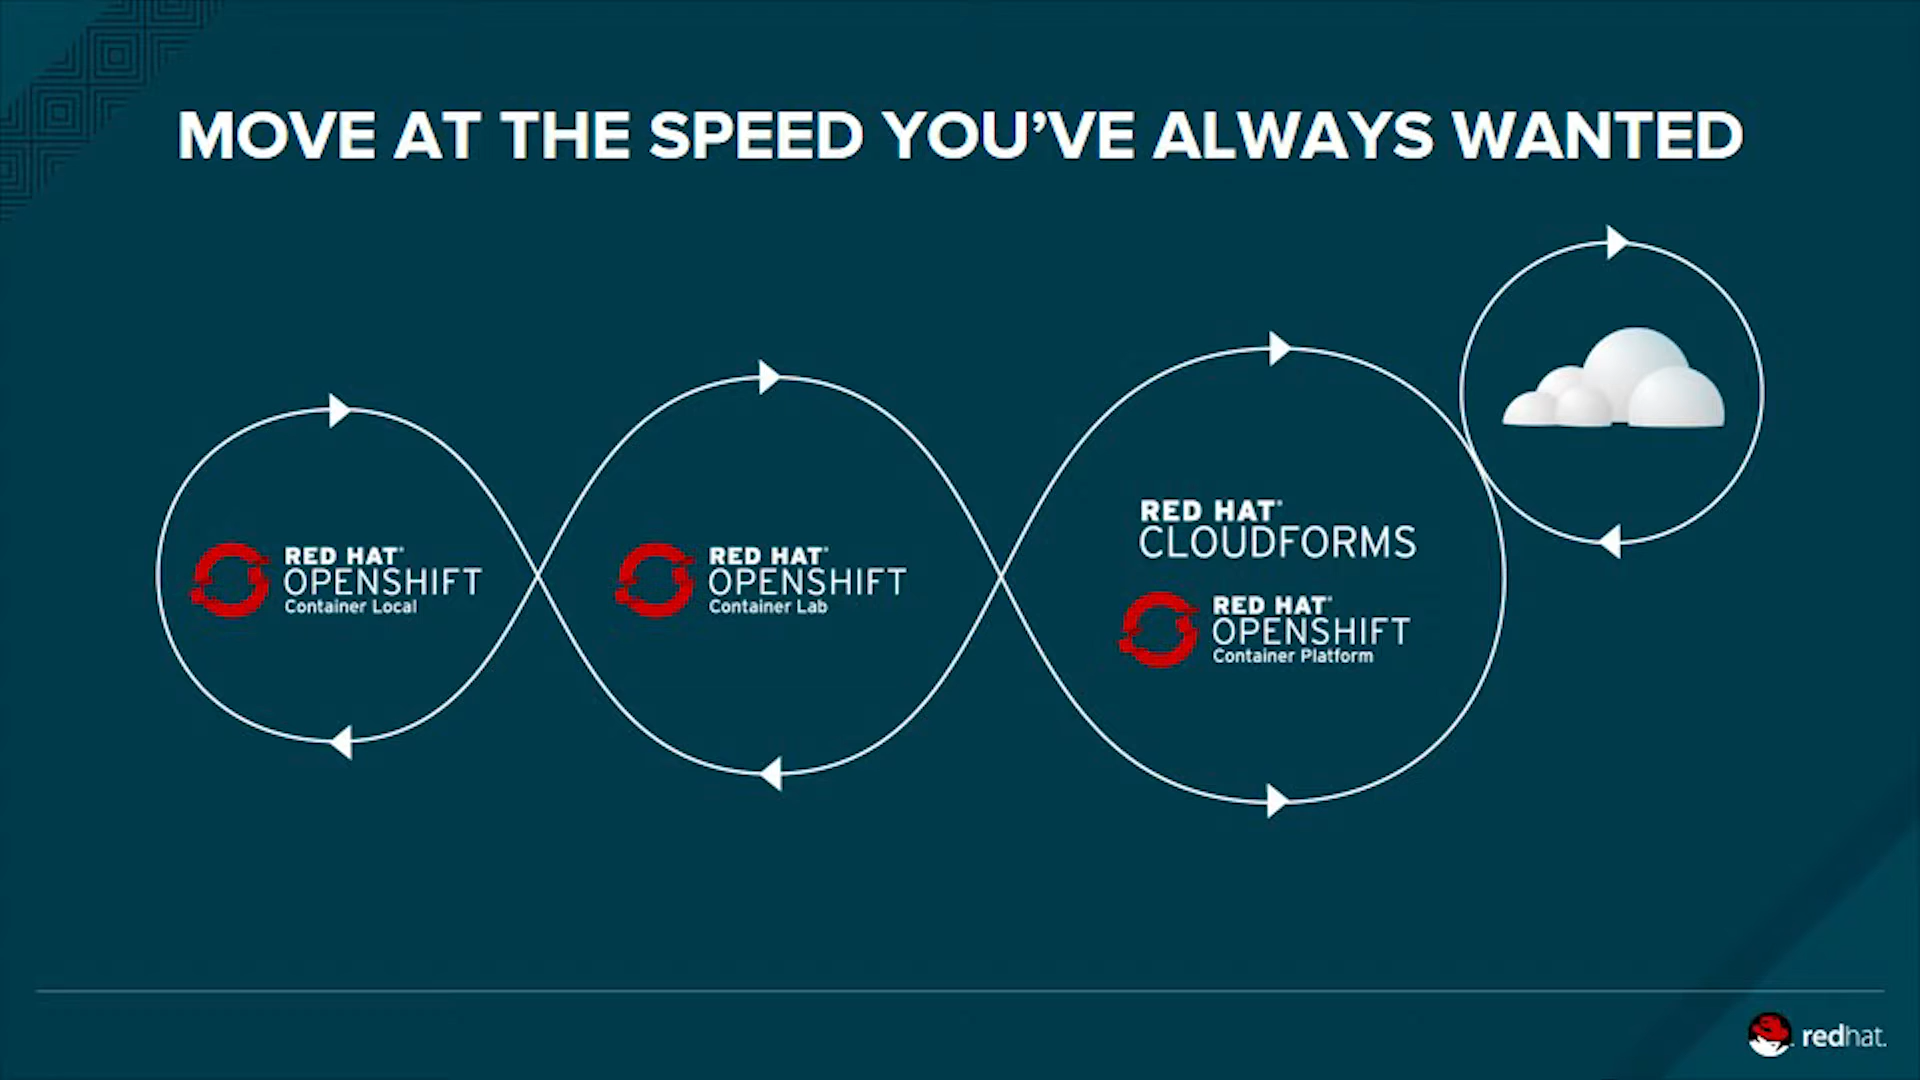 MOVE AT THE SPEED YOU’VE ALWAYS WANTED
RED HAT®
OPENSHIFT
Container Local
RED HAT®
OPENSHIFT
Container Lab
RED HAT®
CLOUDFORMS
RED HAT®
OPENSHIFT
Container Platform
redhat.